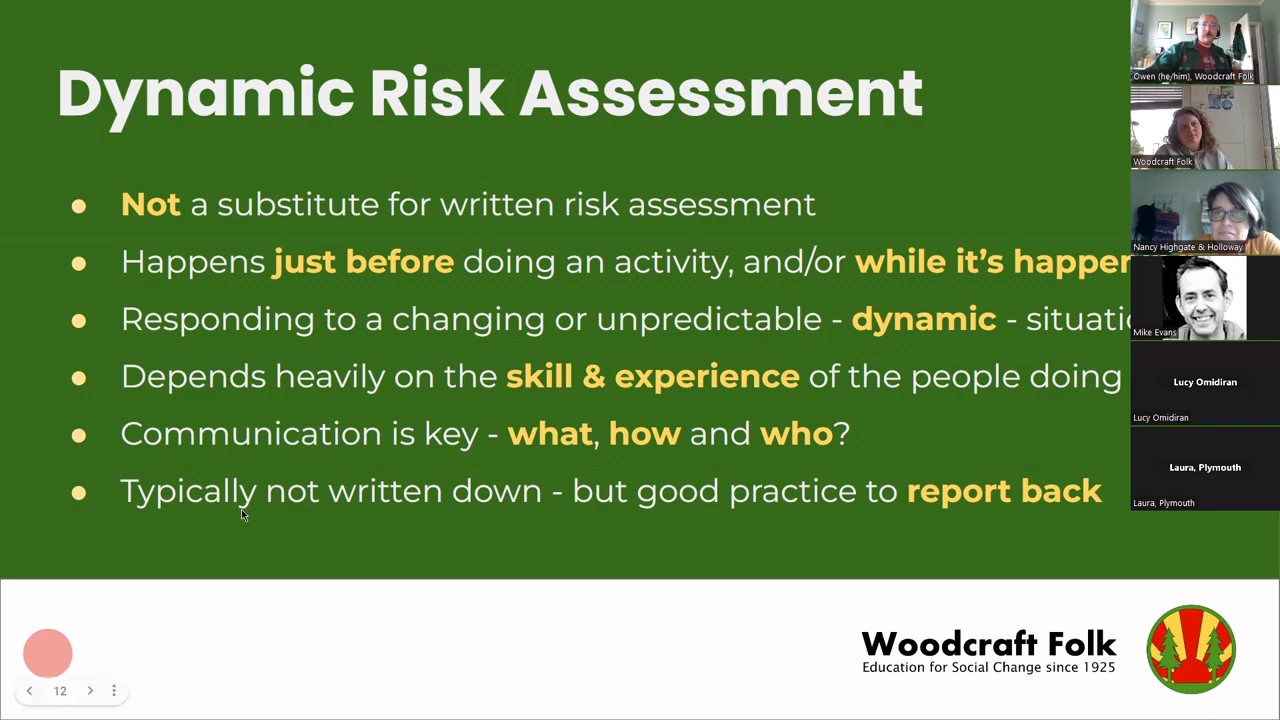 Dynamic Risk Assessment
Not a substitute for written risk assessment
Happens just before doing an activity, and/or while it's
Responding to a changing or unpredictable - dynamic -
Depends heavily on the skill & experience of the people doing
Communication is key - what, how and who?
Typically not written down - but good practice to report back
Owen (he/him), Woodcraft Folk
Woodcraft Folk
Nancy Highgate & Holloway
Mike Evans
Lucy Omidiran
Lucy Omidiran
Laura, Plymouth
Laura, Plymouth
12
Woodcraft Folk
Education for Social Change since 1925